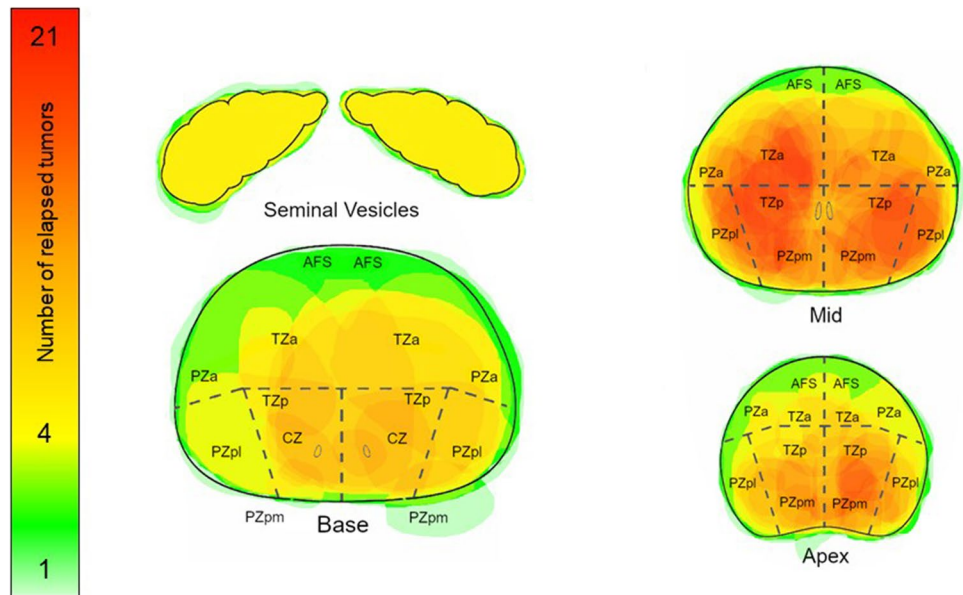 21
Number of relapsed tumors
4
1
Seminal Vesicles
AFS AFS
TZa TZa
PZa PZa
TZp TZp
CZ CZ
PZpl PZpl
PZpm PZpm
Base
AFS AFS
TZa TZa
PZa PZa
TZp TZp
PZpl PZpl
PZpm PZpm
Mid
AFS AFS
PZa TZa TZa PZa
TZp TZp
PZpl PZpl
PZpm PZpm
Apex